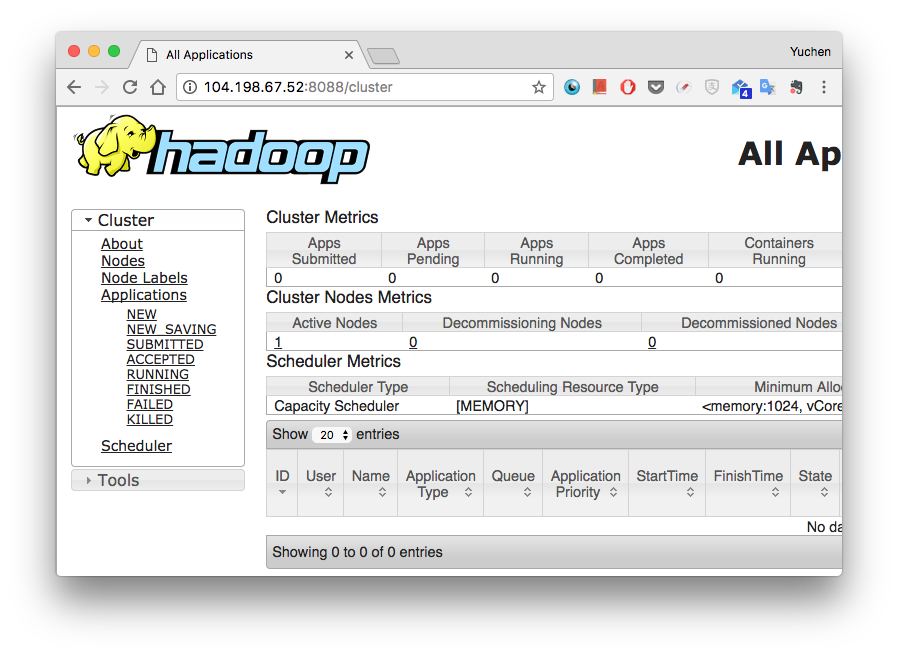 All Applications
Yuchen
104.198.67.52:8088/cluster
4
hadoop
All Ap
Cluster
About
Nodes
Node Labels
Applications
NEW
NEW_SAVING
SUBMITTED
ACCEPTED
RUNNING
FINISHED
FAILED
KILLED
Scheduler
Tools
Cluster Metrics
Apps Submitted Apps Pending Apps Running Apps Completed Containers Running
0 0 0 0 0
Cluster Nodes Metrics
Active Nodes Decommissioning Nodes Decommissioned Nodes
1 0 0
Scheduler Metrics
Scheduler Type Scheduling Resource Type Minimum Alloc
Capacity Scheduler [MEMORY] <memory:1024, vCore
Show 20 entries
ID User Name Application Type Queue Application Priority StartTime FinishTime State
No da
Showing 0 to 0 of 0 entries